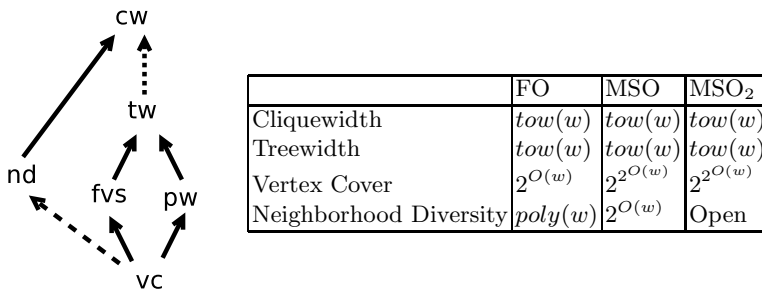 cw
tw
nd
fvs
pw
vc
FO MSO MSO₂
Cliquewidth tow(w) tow(w) tow(w)
Treewidth tow(w) tow(w) tow(w)
Vertex Cover 2^{O(w)} 2^{2^{O(w)}} 2^{2^{O(w)}}
Neighborhood Diversity poly(w) 2^{O(w)} Open